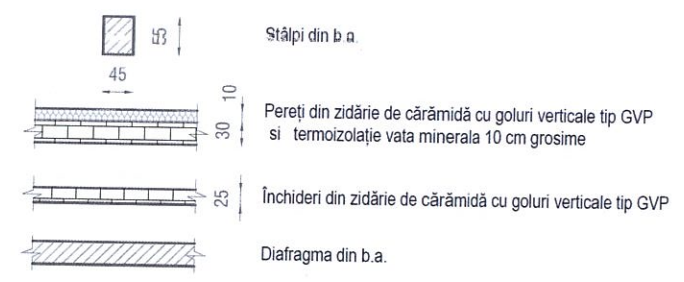 55 Stâlpi din b.a.
45
10
Pereți din zidărie de cărămidă cu goluri verticale tip GVP
30 si termoizolație vata minerala 10 cm grosime
25 Închideri din zidărie de cărămidă cu goluri verticale tip GVP
Diafragma din b.a.